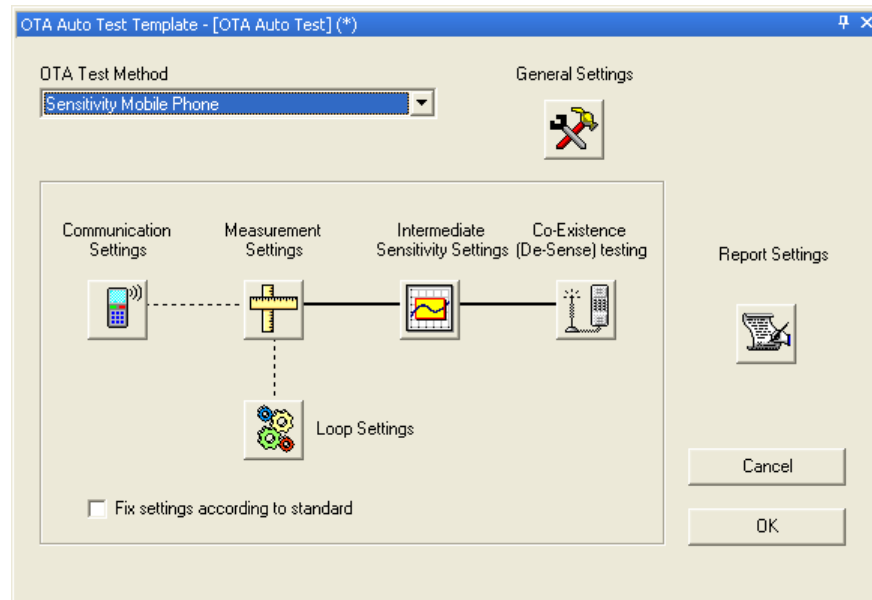 OTA Auto Test Template - [OTA Auto Test] (*)
OTA Test Method
Sensitivity Mobile Phone
General Settings
Communication
Settings
Measurement
Settings
Intermediate
Sensitivity Settings
Co-Existence
(De-Sense) testing
Report Settings
Loop Settings
Fix settings according to standard
Cancel
OK